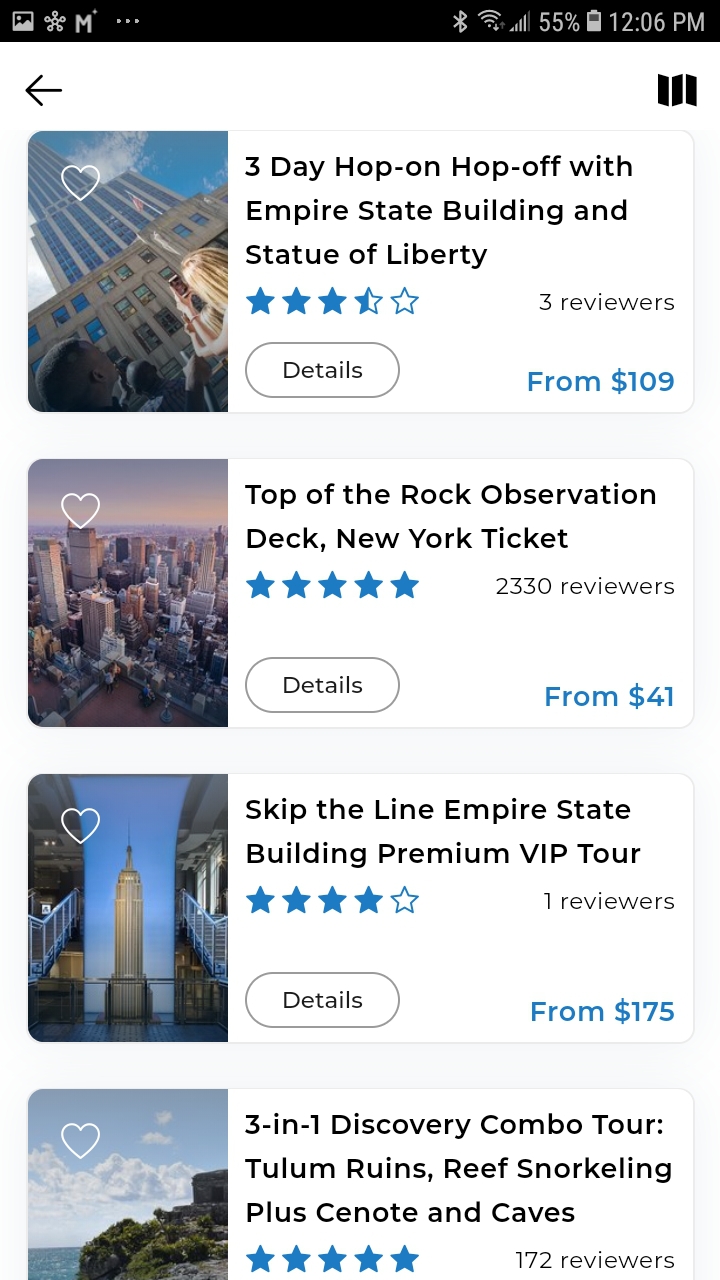 55% 12:06 PM
3 Day Hop-on Hop-off with
Empire State Building and
Statue of Liberty
3 reviewers
Details
From $109
Top of the Rock Observation
Deck, New York Ticket
2330 reviewers
Details
From $41
Skip the Line Empire State
Building Premium VIP Tour
1 reviewers
Details
From $175
3-in-1 Discovery Combo Tour:
Tulum Ruins, Reef Snorkeling
Plus Cenote and Caves
172 reviewers